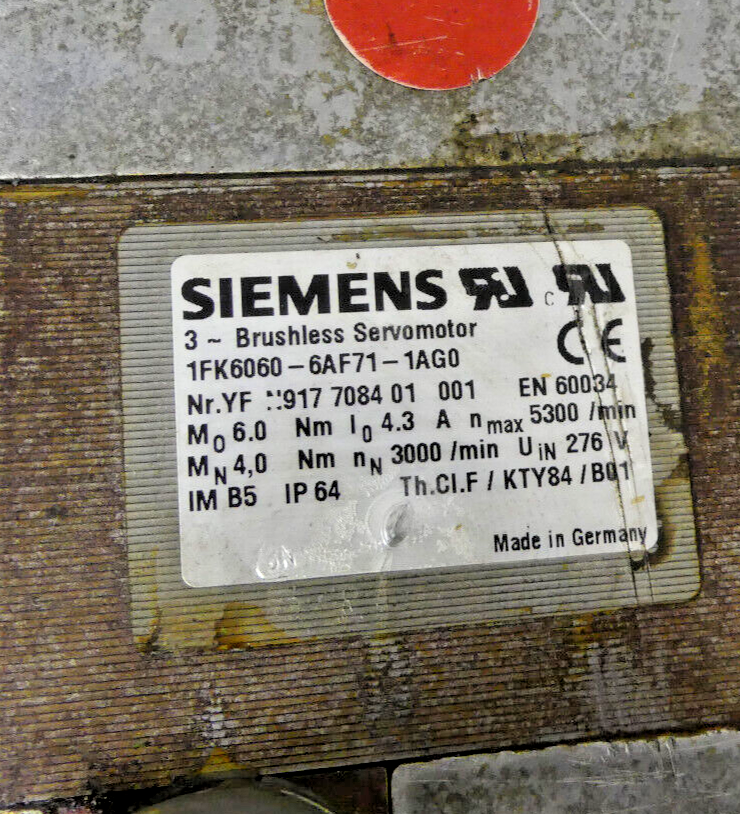 SIEMENS
3 ~ Brushless Servomotor
C
CE
1FK6060 – 6AF71 – 1AG0
Nr.YF 917 7084 01 001 EN 60034
M0 6.0 Nm I0 4.3 A nmax 5300 /min
MN 4,0 Nm nN 3000 /min UiN 276 V
IM B5 IP 64 Th.Cl.F / KTY84 /B01
Made in Germany